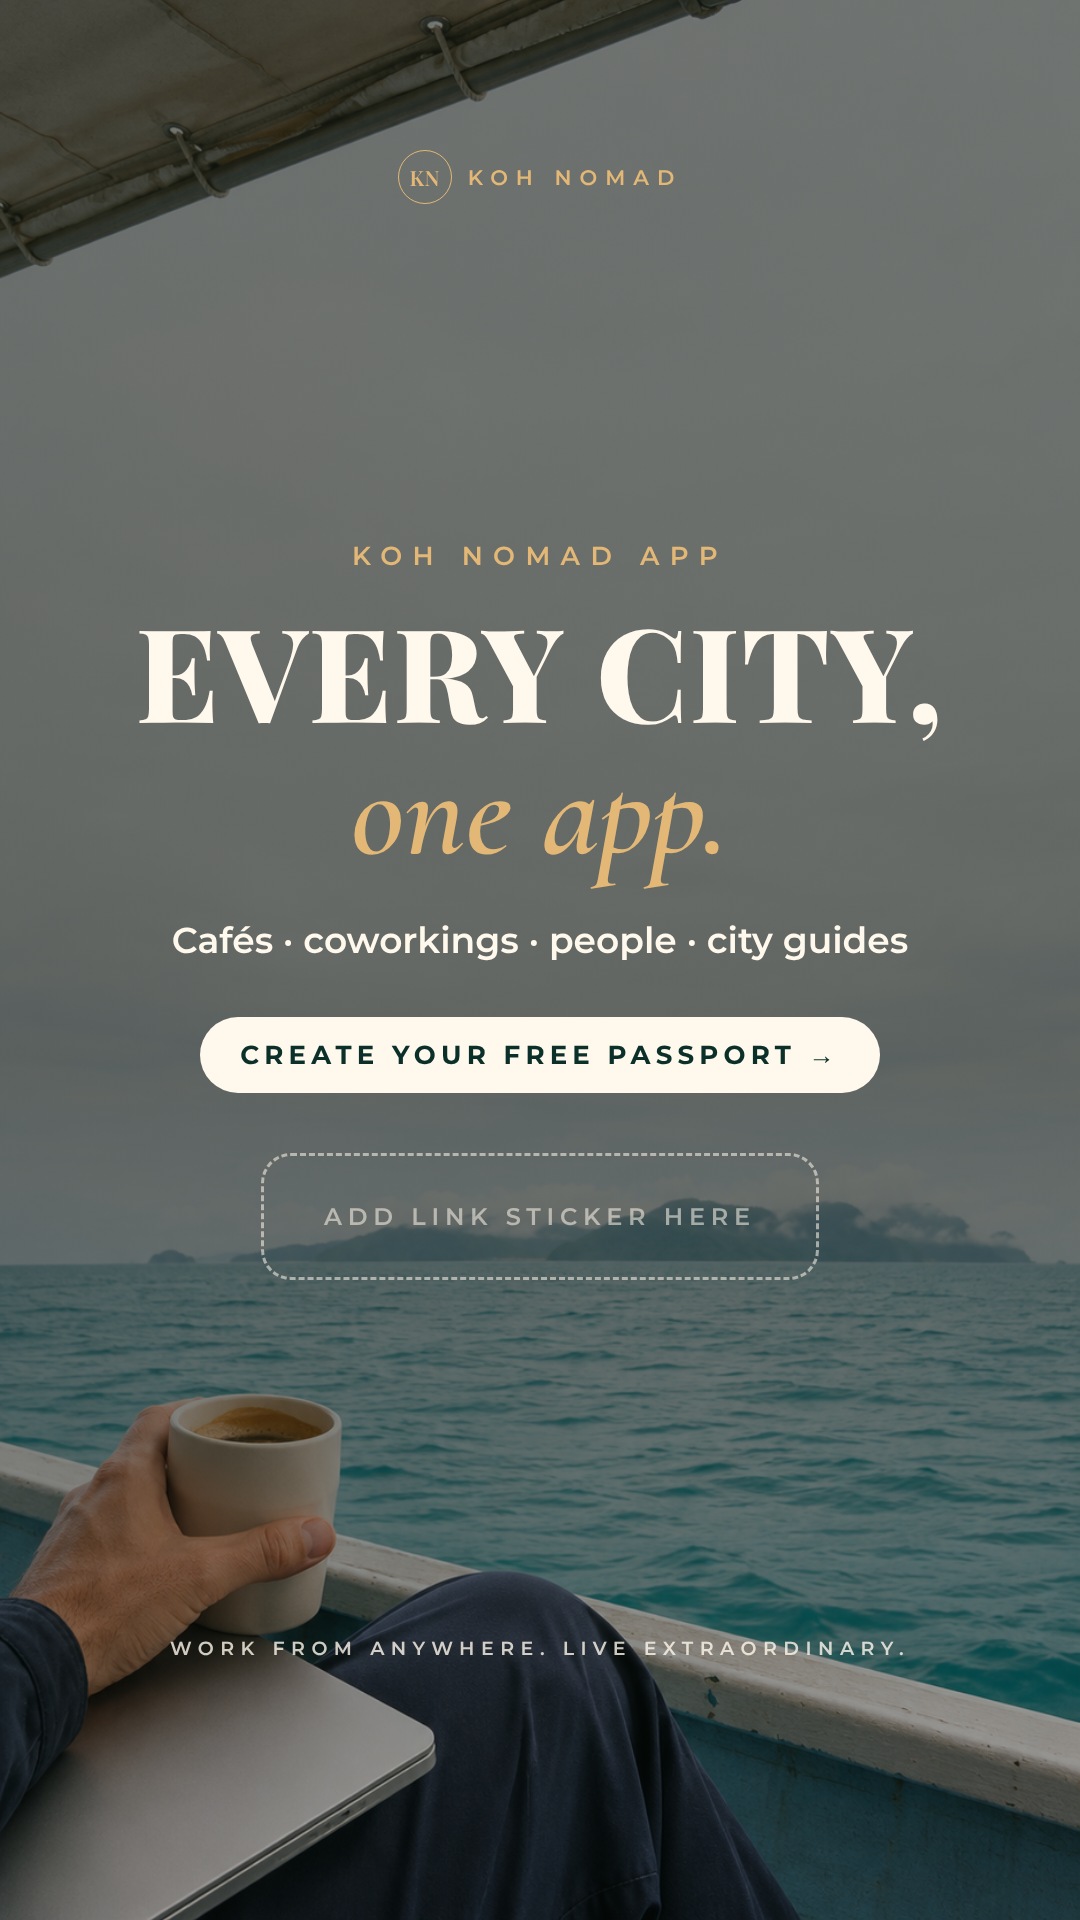 KN KOH NOMAD
KOH NOMAD APP
EVERY CITY,
one app.
Cafés · coworkings · people · city guides
CREATE YOUR FREE PASSPORT →
ADD LINK STICKER HERE
WORK FROM ANYWHERE. LIVE EXTRAORDINARY.